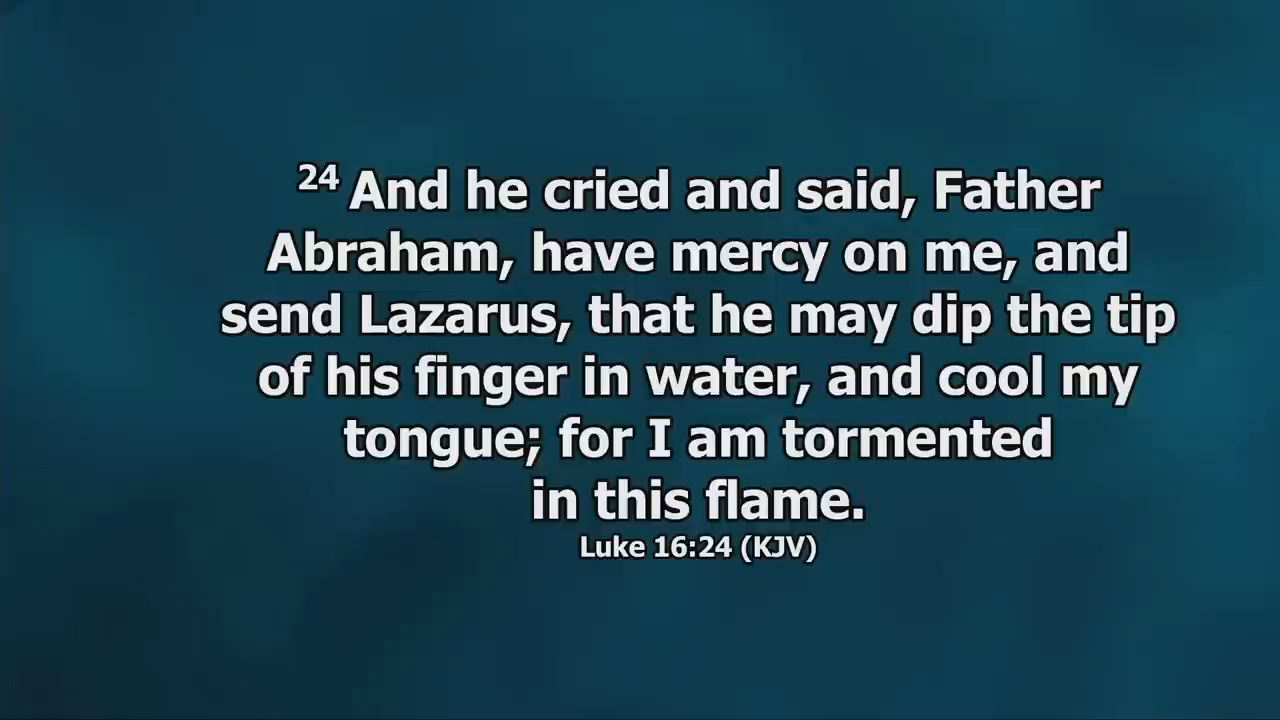 24 And he cried and said, Father
Abraham, have mercy on me, and
send Lazarus, that he may dip the tip
of his finger in water, and cool my
tongue; for I am tormented
in this flame.
Luke 16:24 (KJV)